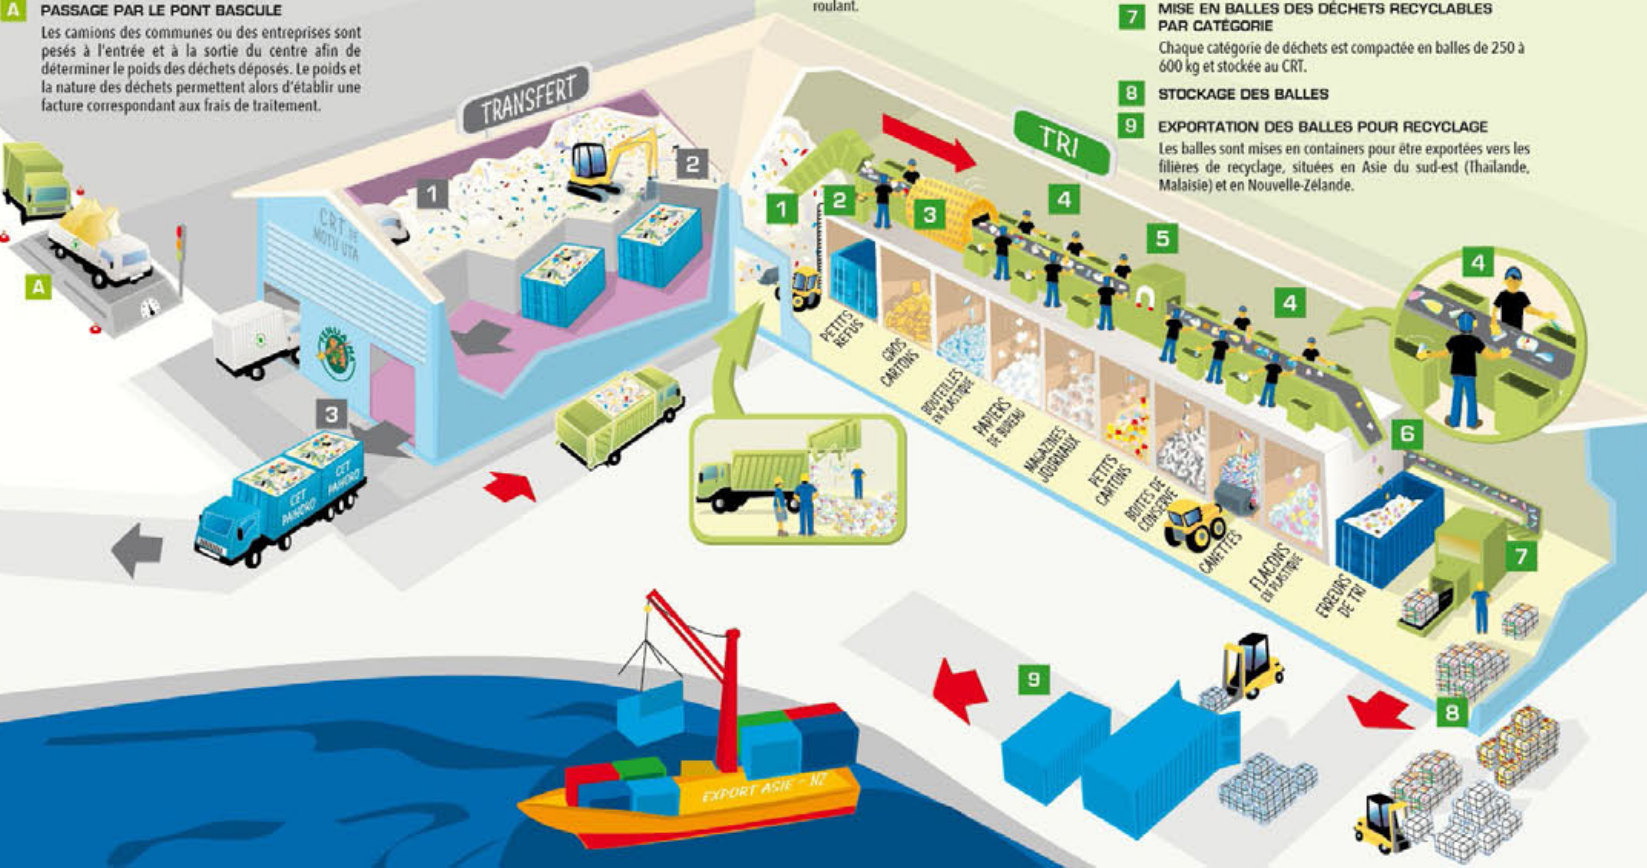 A
PASSAGE PAR LE PONT BASCULE
Les camions des communes ou des entreprises sont
pesés à l'entrée et à la sortie du centre afin de
déterminer le poids des déchets déposés. Le poids et
la nature des déchets permettent alors d'établir une
facture correspondant aux frais de traitement.
roulant.
7
MISE EN BALLES DES DÉCHETS RECYCLABLES
PAR CATÉGORIE
Chaque catégorie de déchets est compactée en balles de 250 à
600 kg et stockée au CRT.
8
STOCKAGE DES BALLES
9
EXPORTATION DES BALLES POUR RECYCLAGE
Les balles sont mises en containers pour être exportées vers les
filières de recyclage, situées en Asie du sud-est (Thaïlande,
Malaisie) et en Nouvelle-Zélande.
TRANSFERT
TRI
1
2
3
A
CRT DE
MOTU UTA
1
2
3
4
5
4
4
6
7
8
9
PETITS
REFUS
GROS
CARTONS
BOUTEILLES
EN PLASTIQUE
PAPIERS
DE BUREAU
MAGAZINES
JOURNAUX
PETITS
CARTONS
BOITES DE
CONSERVE
CANETTES
FLACONS
EN PLASTIQUE
ERREURS
DE TRI
CET
PAIHORO
CET
PAIHORO
EXPORT ASIE - NZ